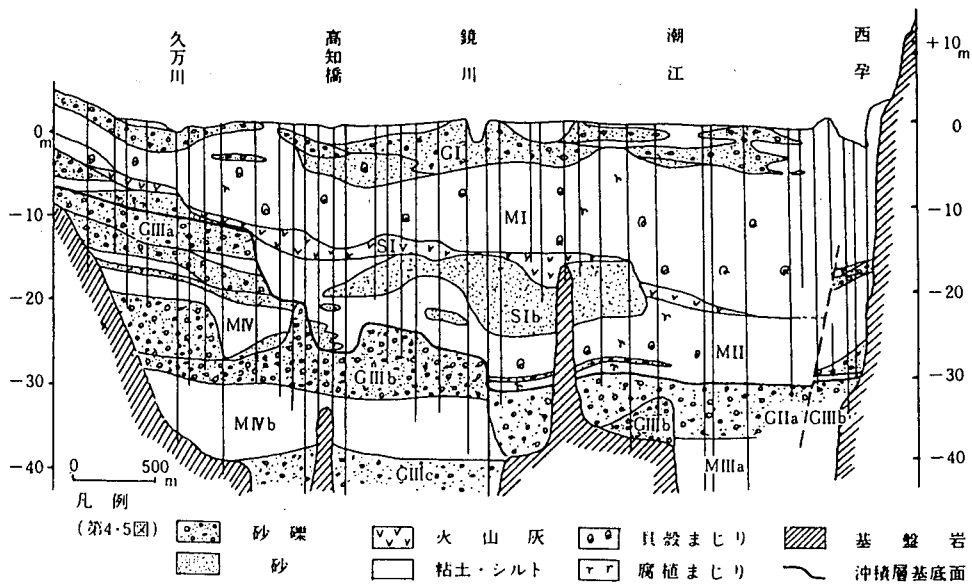 久万川
高知橋
鏡川
潮江
西孕
+10 m
0 m
0
GI
-10
-10
MI
GIIIa
SI
-20
-20
SIb
MIV
MII
-30
-30
GIIIb
GIIa
GIIIb
GIIIb
MIVb
-40
-40
GIIIc
MIIIa
0 500 m
凡例
(第4・5図)
砂礫
火山灰
貝殻まじり
基盤岩
砂
粘土・シルト
腐植まじり
沖積層基底面